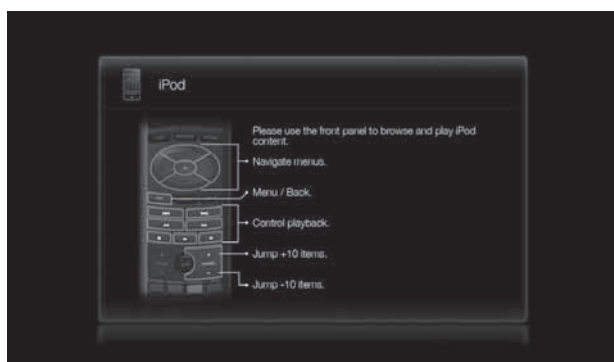 iPod
Please use the front panel to browse and play iPod
content.
Navigate menus.
Menu / Back.
Control playback.
Jump +10 items.
Jump -10 items.